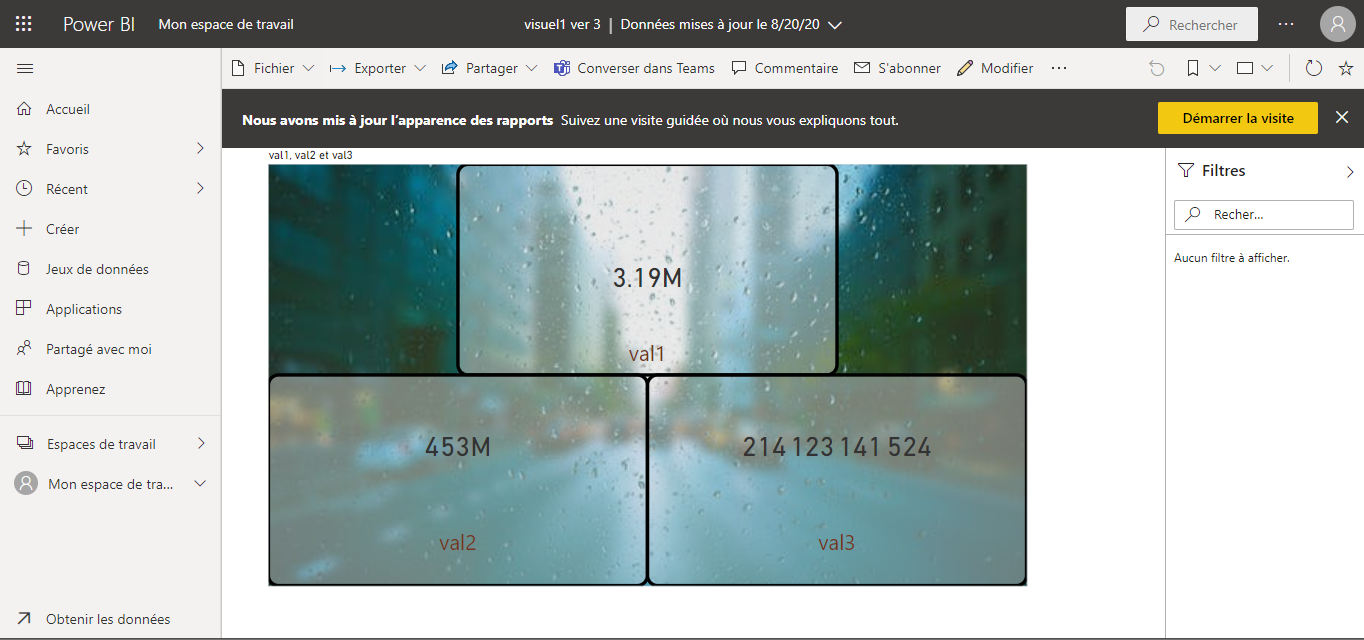 Power BI Mon espace de travail visuel1 ver 3 | Données mises à jour le 8/20/20 Rechercher
Fichier Exporter Partager Converser dans Teams Commentaire S'abonner Modifier
Accueil
Favoris
Récent
Créer
Jeux de données
Applications
Partagé avec moi
Apprenez
Espaces de travail
Mon espace de tra...
Obtenir les données
Nous avons mis à jour l'apparence des rapports Suivez une visite guidée où nous vous expliquons tout. Démarrer la visite
val1, val2 et val3
3.19M
val1
453M
val2
214 123 141 524
val3
Filtres
Recher...
Aucun filtre à afficher.